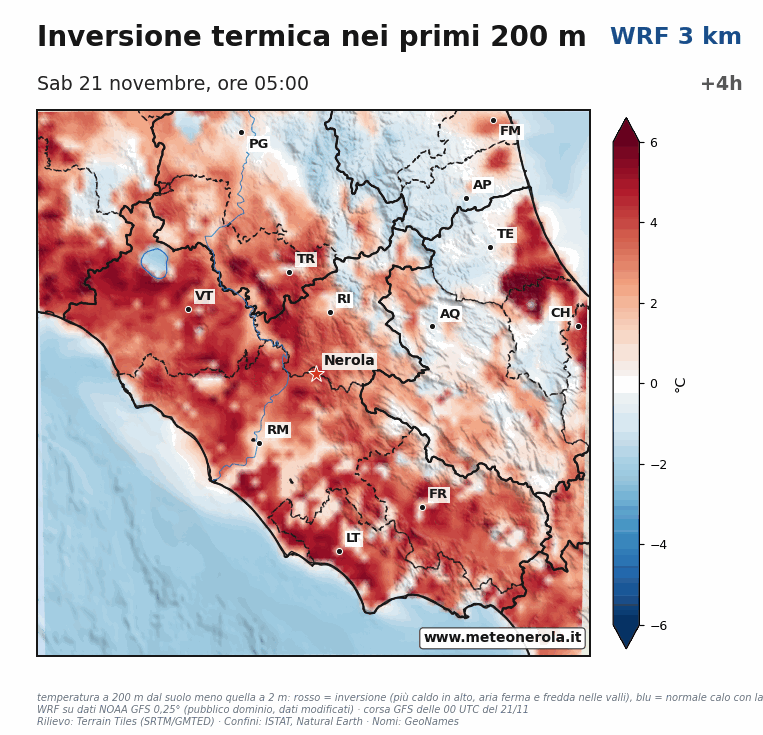 Inversione termica nei primi 200 m
WRF 3 km
Sab 21 novembre, ore 05:00
+4h
FM
PG
AP
TE
TR
VT
RI
AQ
CH
Nerola
RM
FR
LT
www.meteonerola.it
6
4
2
0
−2
−4
−6
°C
temperatura a 200 m dal suolo meno quella a 2 m: rosso = inversione (più caldo in alto, aria ferma e fredda nelle valli), blu = normale calo con la
WRF su dati NOAA GFS 0,25° (pubblico dominio, dati modificati) · corsa GFS delle 00 UTC del 21/11
Rilievo: Terrain Tiles (SRTM/GMTED) · Confini: ISTAT, Natural Earth · Nomi: GeoNames